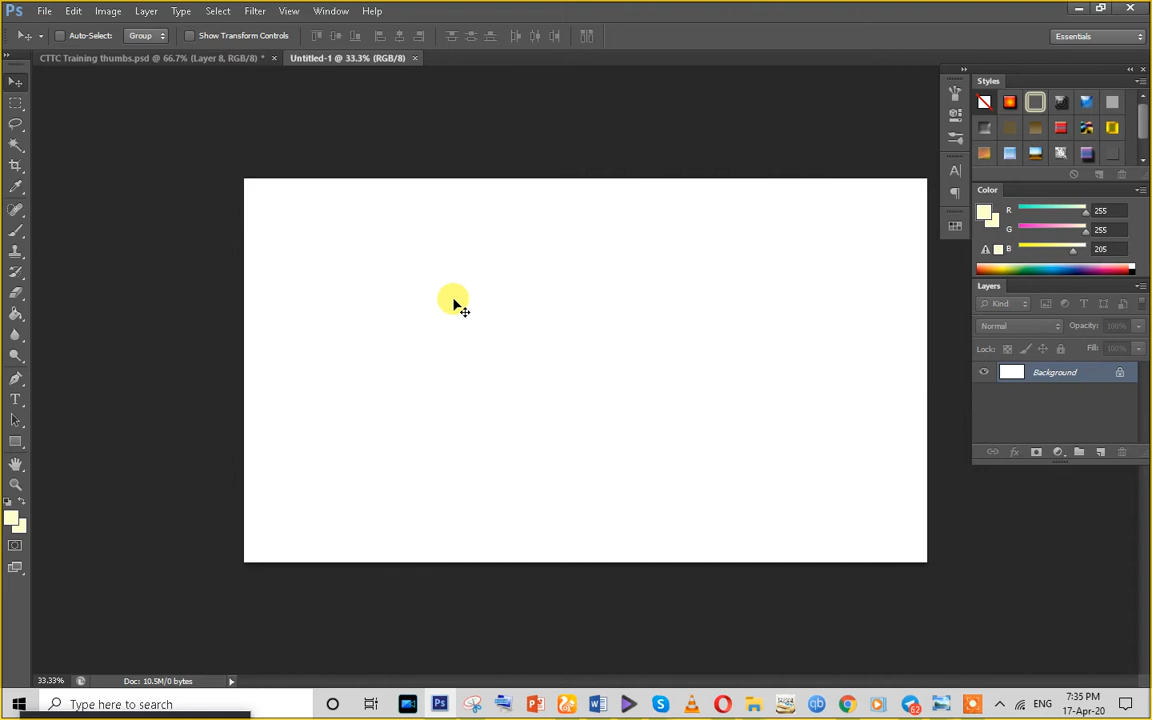 Ps File Edit Image Layer Type Select Filter View Window Help
Auto-Select: Group Show Transform Controls Essentials
CTTC Training thumbs.psd @ 66.7% (Layer 8, RGB/8) * × Untitled-1 @ 33.3% (RGB/8) ×
Styles
Color
R 255
G 255
B 205
Layers
Kind
Normal Opacity: 100%
Lock: Fill: 100%
Background
33.33% Doc: 10.5M/0 bytes
Type here to search
Ps
62
ENG
7:35 PM
17-Apr-20